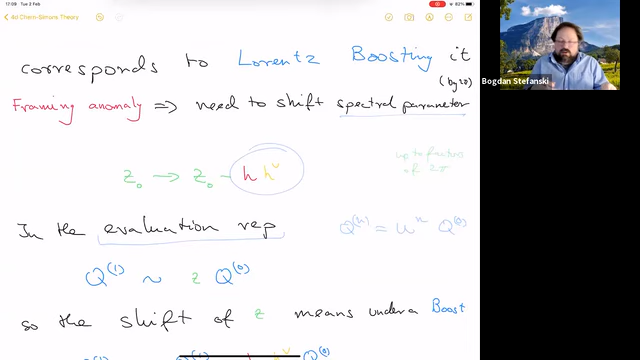 17:09 Tue 2 Feb
82%
4d Chern-Simons Theory
corresponds to Lorentz Boosting it
(by 2π)
Framing anomaly => need to shift spectral parameter
z₀ → z₀ - ħ h^∨
up to factors
of 2π
In the evaluation rep
Q^(n) = u^n Q^(0)
Q^(1) ~ z Q^(0)
so the shift of z means under a Boost
Bogdan Stefanski